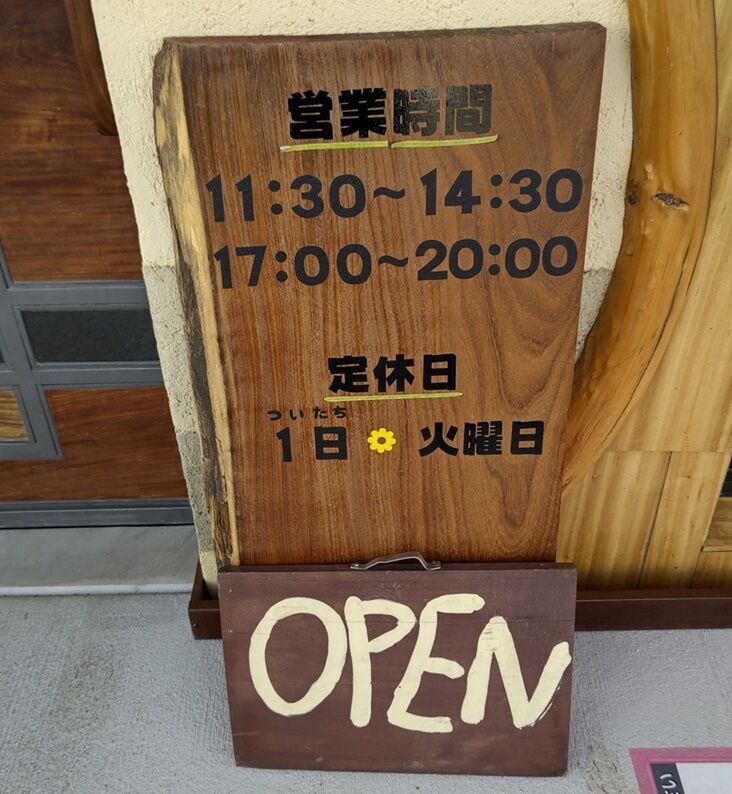 営業時間
11:30~14:30
17:00~20:00
定休日
ついたち
1日 火曜日
OPEN